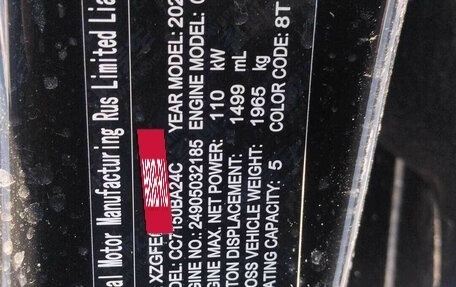 al Motor Manufacturing Rus Limited Lia
XZGFE
DEL: CC7150BA24C YEAR MODEL: 202
GINE NO.: 24905032185 ENGINE MODEL:
GINE MAX. NET POWER: 110 kW
TON DISPLACEMENT: 1499 mL
OSS VEHICLE WEIGHT: 1965 kg
ATING CAPACITY: 5 COLOR CODE: 8T